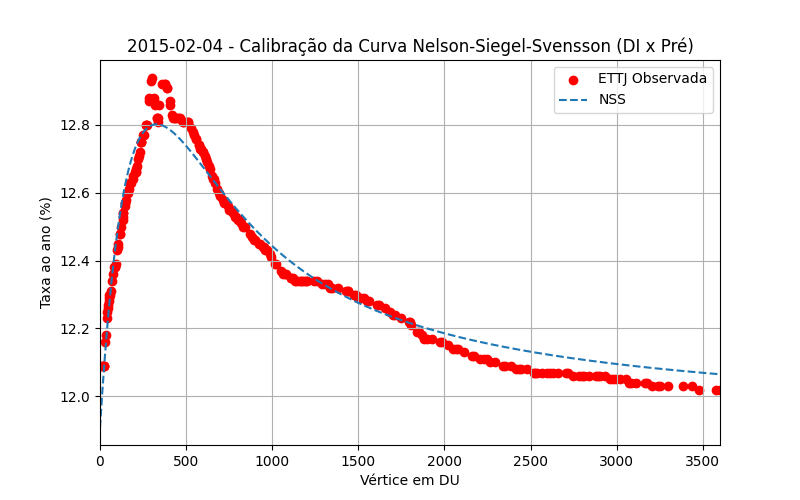 2015-02-04 - Calibração da Curva Nelson-Siegel-Svensson (DI x Pré)
ETTJ Observada
NSS
Taxa ao ano (%)
12.8
12.6
12.4
12.2
12.0
0 500 1000 1500 2000 2500 3000 3500
Vértice em DU